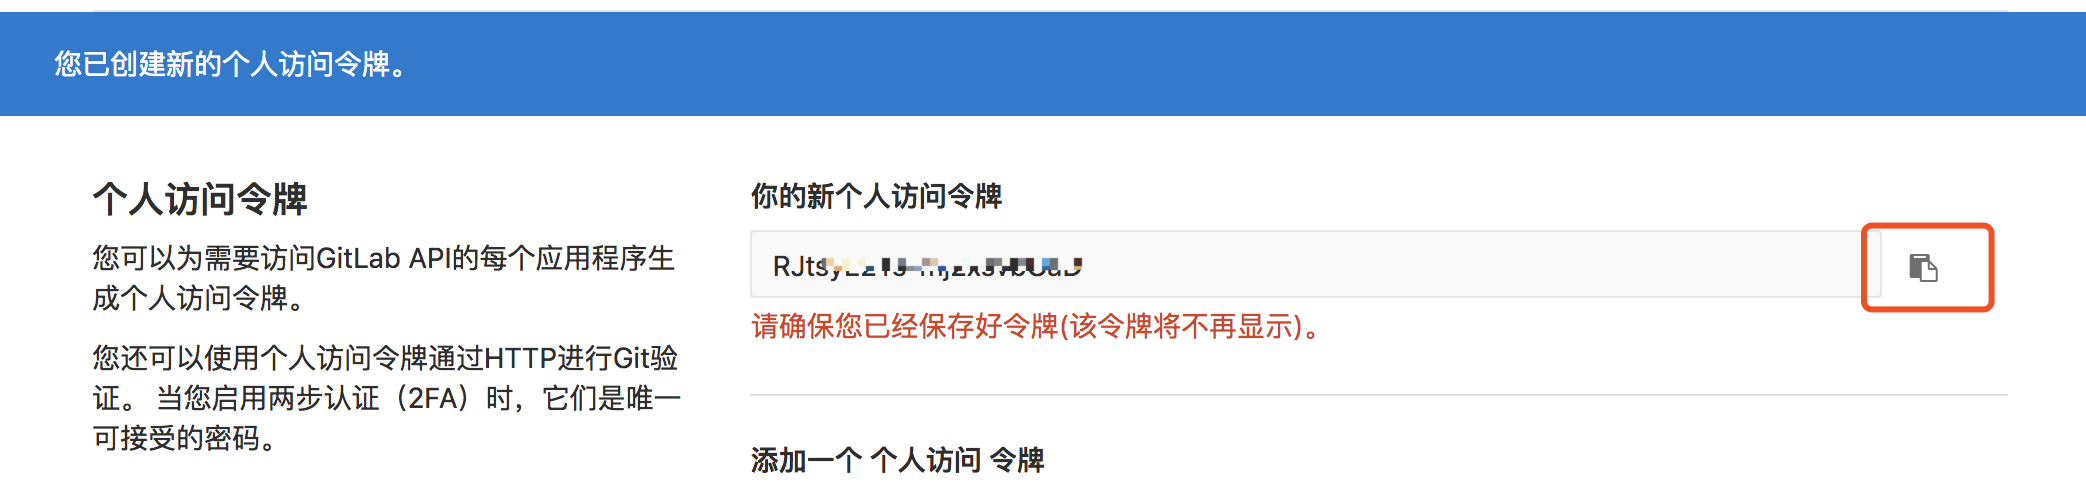 您已创建新的个人访问令牌。
个人访问令牌
您可以为需要访问GitLab API的每个应用程序生
成个人访问令牌。
您还可以使用个人访问令牌通过HTTP进行Git验
证。 当您启用两步认证（2FA）时，它们是唯一
可接受的密码。
你的新个人访问令牌
请确保您已经保存好令牌(该令牌将不再显示)。
添加一个 个人访问 令牌